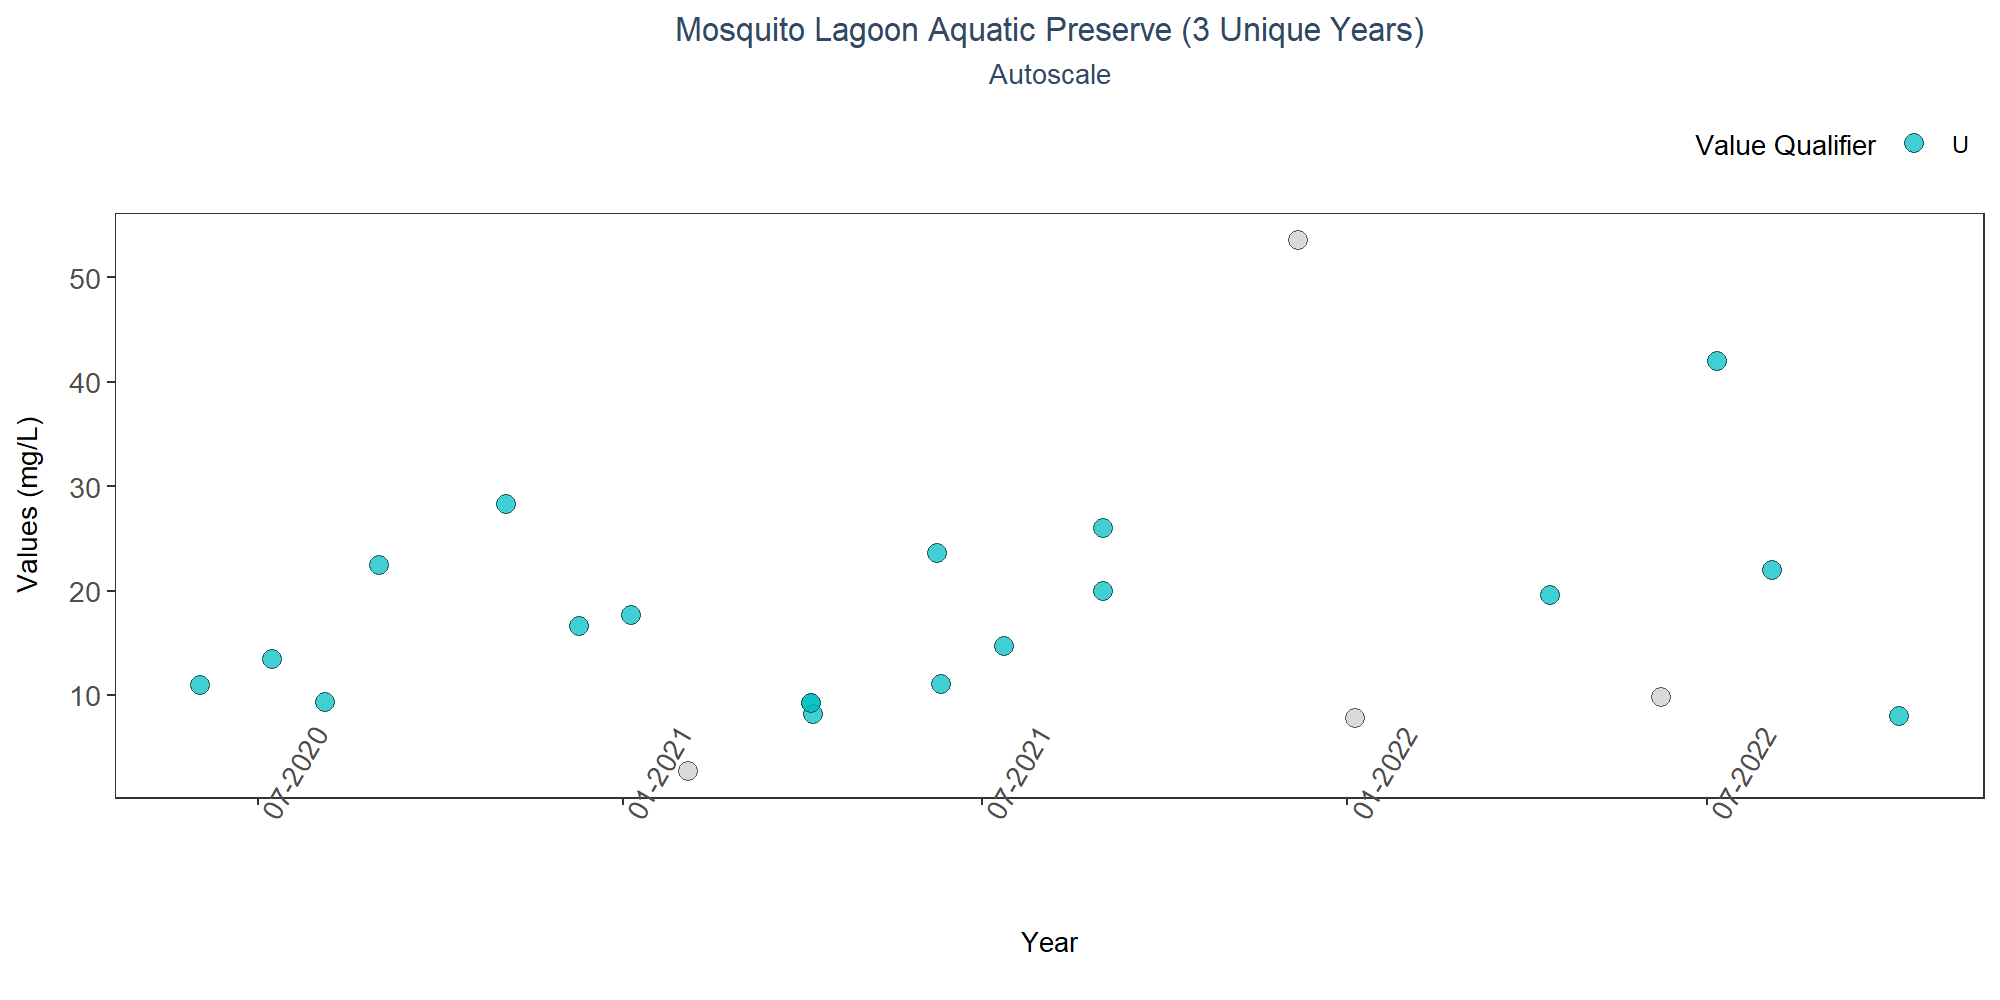 Mosquito Lagoon Aquatic Preserve (3 Unique Years)
Autoscale
Value Qualifier U
Values (mg/L)
50
40
30
20
10
07-2020
01-2021
07-2021
01-2022
07-2022
Year